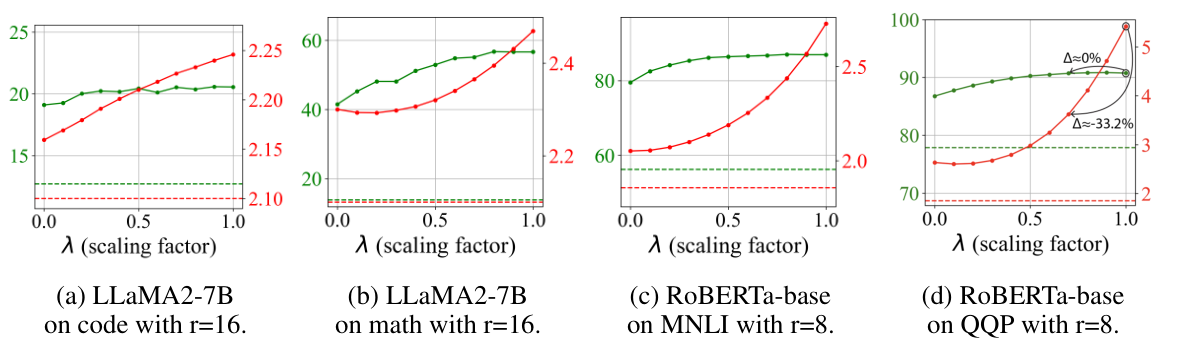 25
20
15
2.25
2.20
2.15
2.10
0.0
0.5
1.0
λ (scaling factor)
(a) LLaMA2-7B
on code with r=16.
60
40
20
2.4
2.2
0.0
0.5
1.0
λ (scaling factor)
(b) LLaMA2-7B
on math with r=16.
80
60
2.5
2.0
0.0
0.5
1.0
λ (scaling factor)
(c) RoBERTa-base
on MNLI with r=8.
100
90
80
70
5
4
3
2
Δ≈0%
Δ≈-33.2%
0.0
0.5
1.0
λ (scaling factor)
(d) RoBERTa-base
on QQP with r=8.